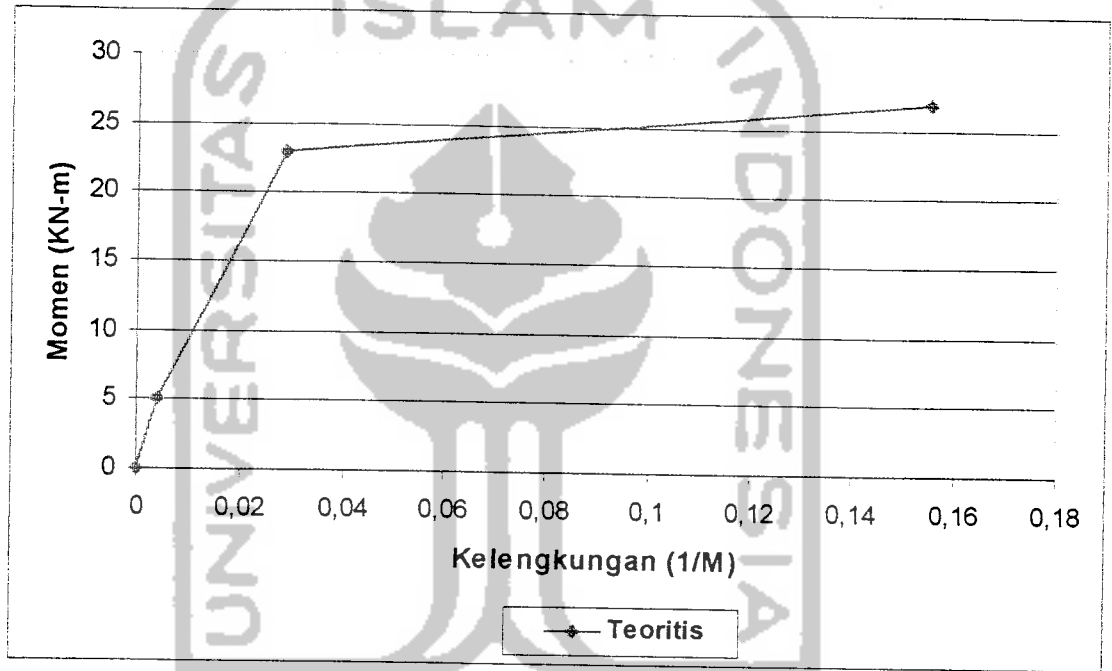 ISLAM
UNIVERSITAS
INDONESIA
Momen (KN-m)
30
25
20
15
10
5
0
0 0,02 0,04 0,06 0,08 0,1 0,12 0,14 0,16 0,18
Kelengkungan (1/M)
Teoritis